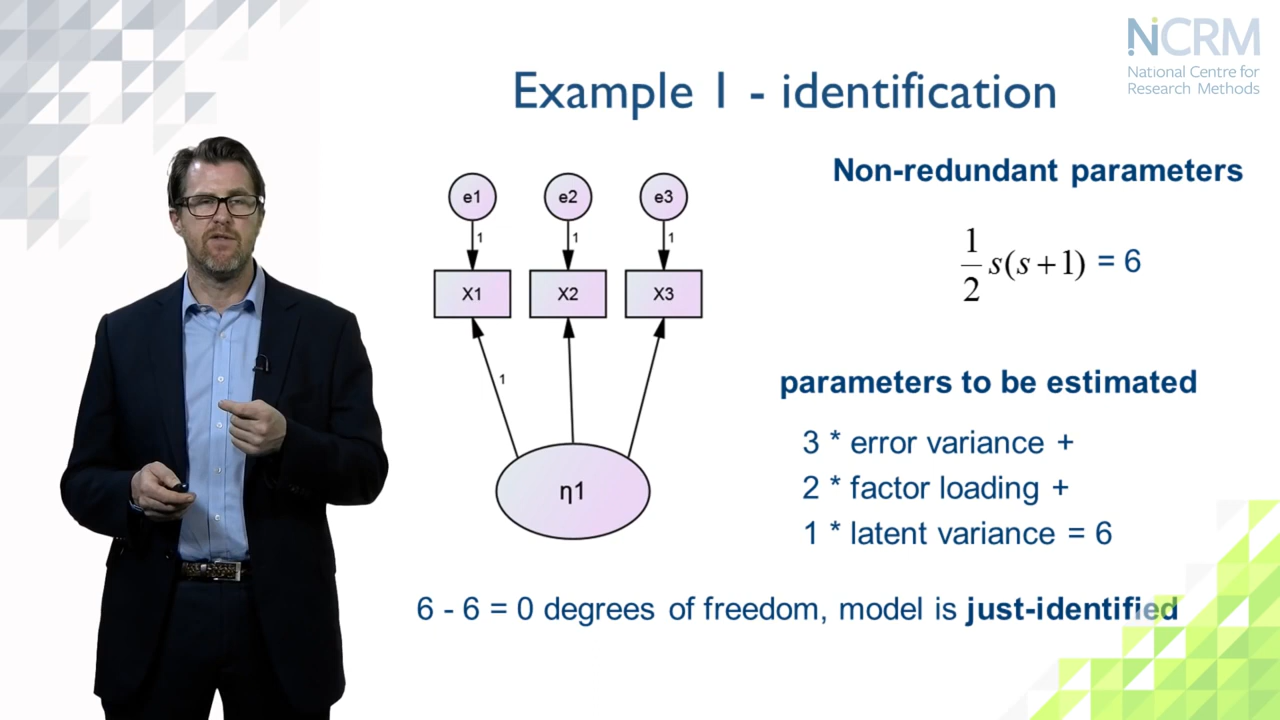 NCRM
National Centre for
Research Methods
Example 1 - identification
Non-redundant parameters
e1 e2 e3
1 1 1
X1 X2 X3
1
η1
1/2 s(s+1) = 6
parameters to be estimated
3 * error variance +
2 * factor loading +
1 * latent variance = 6
6 - 6 = 0 degrees of freedom, model is just-identified